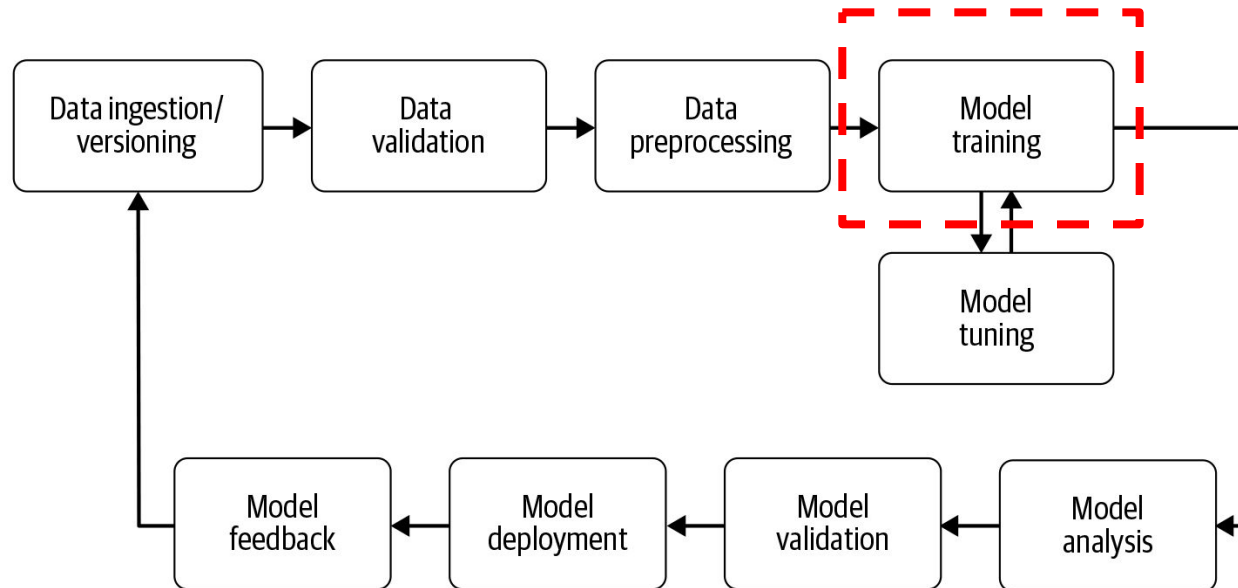 Data ingestion/
versioning
Data
validation
Data
preprocessing
Model
training
Model
tuning
Model
feedback
Model
deployment
Model
validation
Model
analysis